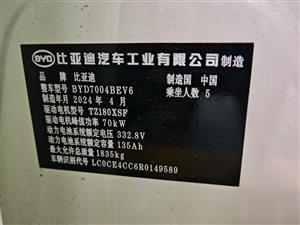 BYD 比亚迪汽车工业有限公司 制造
品牌 比亚迪 制造国 中国
整车型号 BYD7004BEV6 乘坐人数 5
制造年月 2024 年 4 月
驱动电机型号 TZ180XSF
驱动电机峰值功率 70kW
动力电池系统额定电压 332.8V
动力电池系统额定容量 135Ah
最大允许总质量 1835kg
车辆识别代号 LC0CE4CC6R0149589